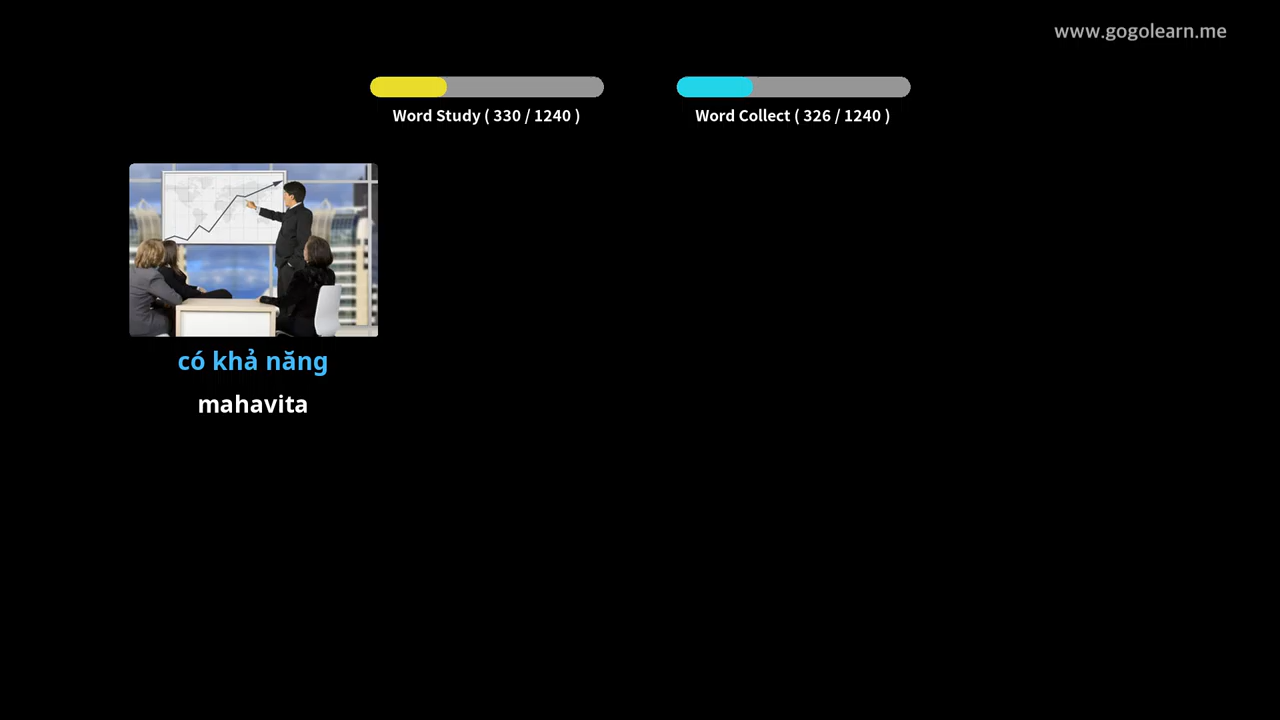 www.gogolearn.me
Word Study ( 330 / 1240 )
Word Collect ( 326 / 1240 )
có khả năng
mahavita